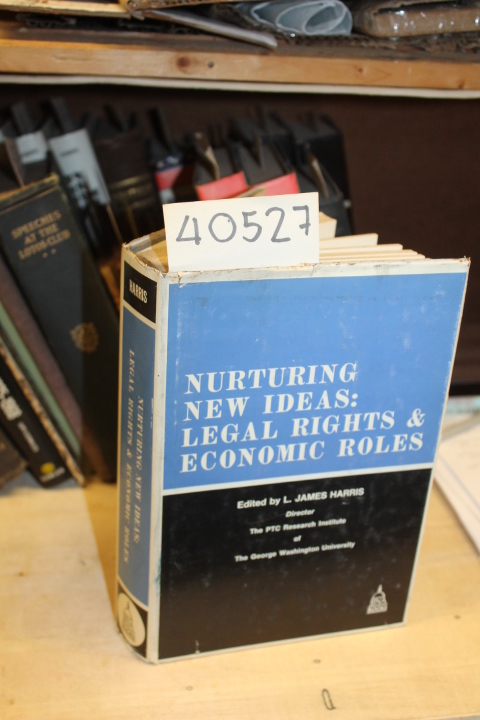 40527
HARRIS
NURTURING NEW IDEAS:
LEGAL RIGHTS & ECONOMIC ROLES
NURTURING
NEW IDEAS:
LEGAL RIGHTS &
ECONOMIC ROLES
Edited by L. JAMES HARRIS
Director
The PTC Research Institute
of
The George Washington University
SPEECHES
AT THE
LOTOS CLUB